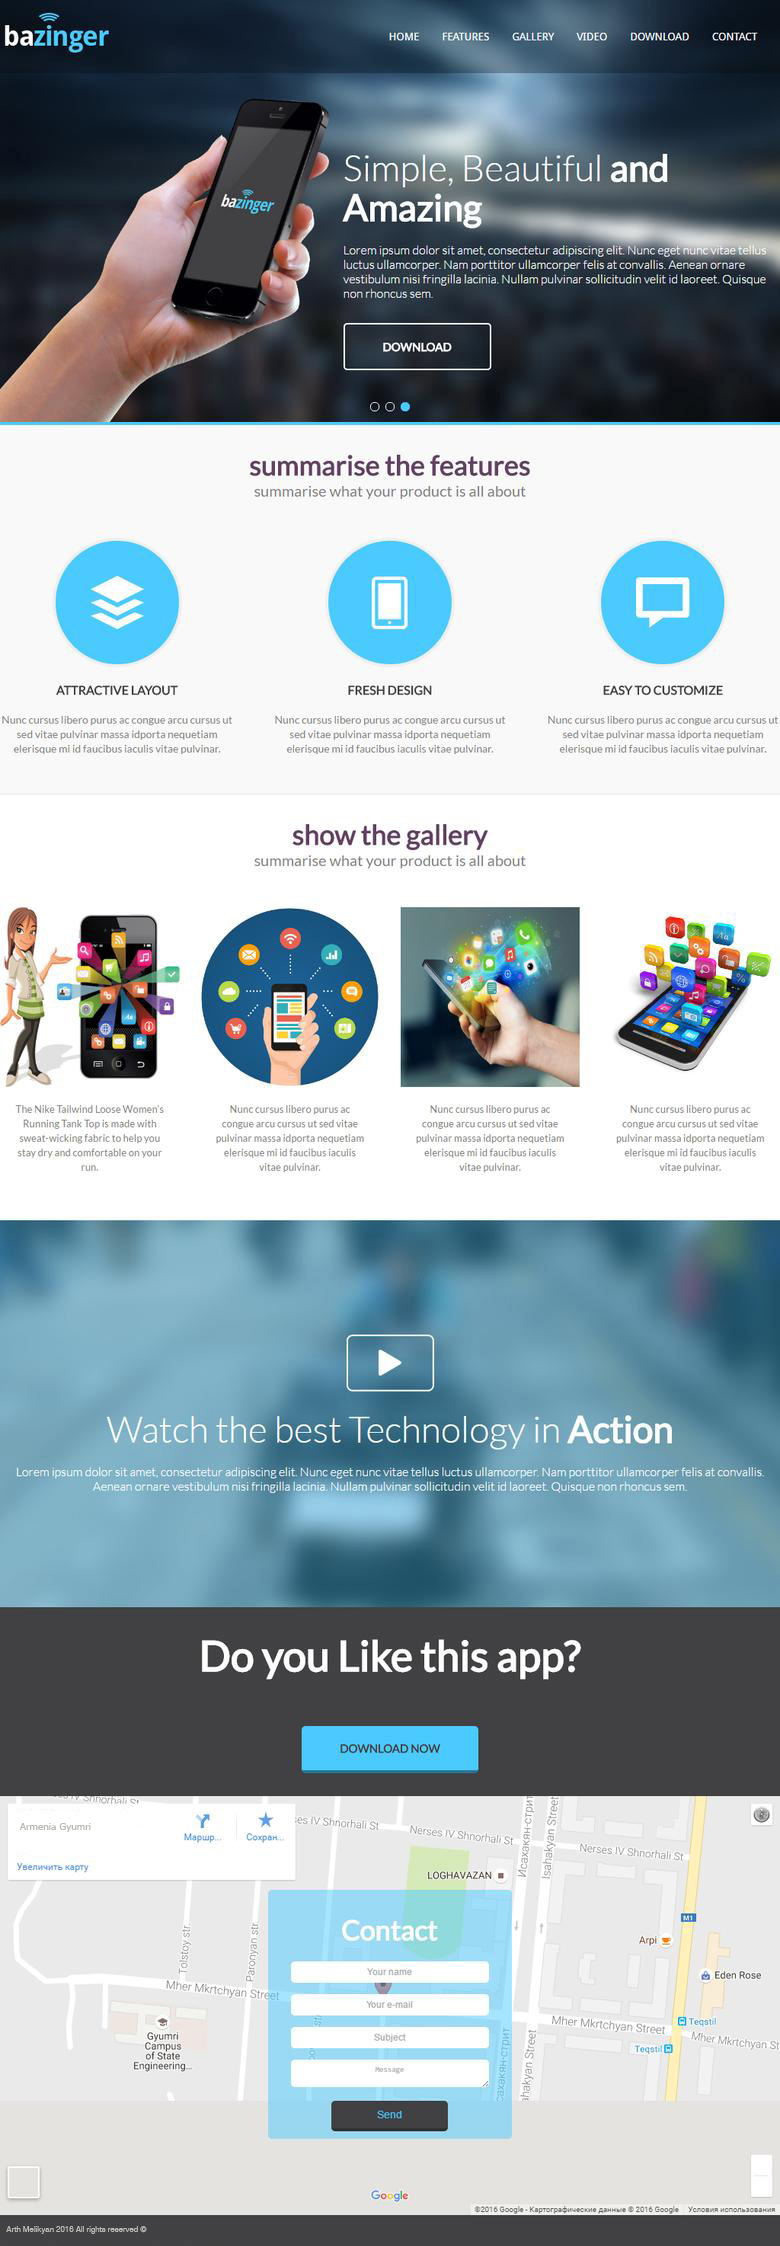 bazinger
HOME FEATURES GALLERY VIDEO DOWNLOAD CONTACT
bazinger
Simple, Beautiful and
Amazing
Lorem ipsum dolor sit amet, consectetur adipiscing elit. Nunc eget nunc vitae tellus
luctus ullamcorper. Nam porttitor ullamcorper felis at convallis. Aenean ornare
vestibulum nisi fringilla lacinia. Nullam pulvinar sollicitudin velit id laoreet. Quisque
non rhoncus sem.
DOWNLOAD
summarise the features
summarise what your product is all about
ATTRACTIVE LAYOUT
Nunc cursus libero purus ac congue arcu cursus ut
sed vitae pulvinar massa idporta nequetiam
elerisque mi id faucibus iaculis vitae pulvinar.
FRESH DESIGN
Nunc cursus libero purus ac congue arcu cursus ut
sed vitae pulvinar massa idporta nequetiam
elerisque mi id faucibus iaculis vitae pulvinar.
EASY TO CUSTOMIZE
Nunc cursus libero purus ac congue arcu cursus ut
sed vitae pulvinar massa idporta nequetiam
elerisque mi id faucibus iaculis vitae pulvinar.
show the gallery
summarise what your product is all about
The Nike Tailwind Loose Women's
Running Tank Top is made with
sweat-wicking fabric to help you
stay dry and comfortable on your
run.
Nunc cursus libero purus ac
congue arcu cursus ut sed vitae
pulvinar massa idporta nequetiam
elerisque mi id faucibus iaculis
vitae pulvinar.
Nunc cursus libero purus ac
congue arcu cursus ut sed vitae
pulvinar massa idporta nequetiam
elerisque mi id faucibus iaculis
vitae pulvinar.
Nunc cursus libero purus ac
congue arcu cursus ut sed vitae
pulvinar massa idporta nequetiam
elerisque mi id faucibus iaculis
vitae pulvinar.
Watch the best Technology in Action
Lorem ipsum dolor sit amet, consectetur adipiscing elit. Nunc eget nunc vitae tellus luctus ullamcorper. Nam porttitor ullamcorper felis at convallis.
Aenean ornare vestibulum nisi fringilla lacinia. Nullam pulvinar sollicitudin velit id laoreet. Quisque non rhoncus sem.
Do you Like this app?
DOWNLOAD NOW
Armenia Gyumri
Маршр...
Сохран...
Увеличить карту
Nerses IV Shnorhali St
Nerses IV Shnorhali St
Nerses IV Shnorhali St
Исахакян-стрит
Isahakyan St
LOGHAVAZAN
M1
Arpi
Eden Rose
Tolstoy str.
Paronyan str.
Mher Mkrtchyan Street
Mher Mkrtchyan Street
Mher Mkrtchyan St
Teqstil
Teqstil
Gyumri
Campus
of State
Engineering...
Contact
Your name
Your e-mail
Subject
Message
Send
Google
©2016 Google - Картографические данные © 2016 Google Условия использования
Arth Melikyan 2016 All rights reserved ©